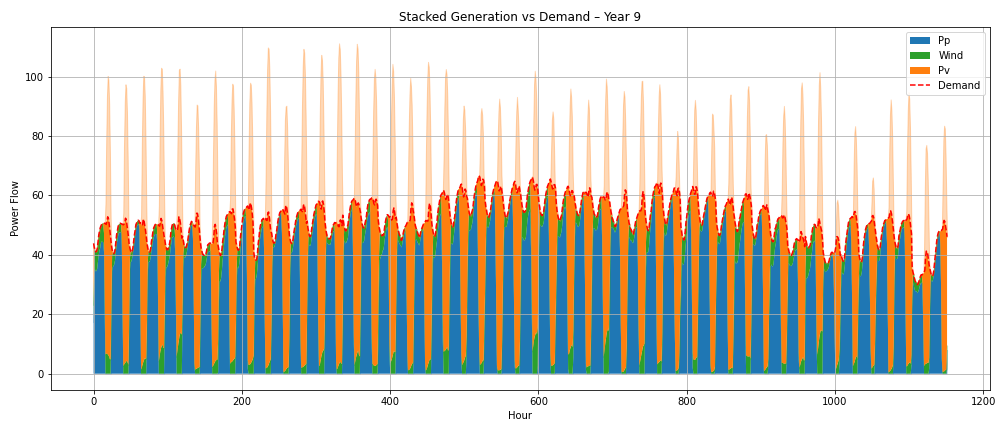 Stacked Generation vs Demand – Year 9
Power Flow
100
80
60
40
20
0
0
200
400
600
800
1000
1200
Hour
Pp
Wind
Pv
Demand